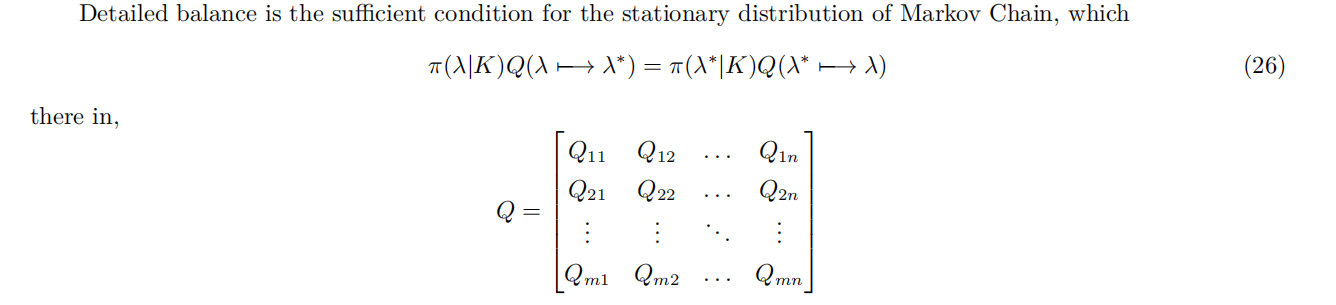 Detailed balance is the sufficient condition for the stationary distribution of Markov Chain, which
π(λ|K)Q(λ ⟼ λ*) = π(λ*|K)Q(λ* ⟼ λ) (26)
there in,
Q = [Q₁₁ Q₁₂ … Q₁ₙ
Q₂₁ Q₂₂ … Q₂ₙ
⋮ ⋮ ⋱ ⋮
Qₘ₁ Qₘ₂ … Qₘₙ]